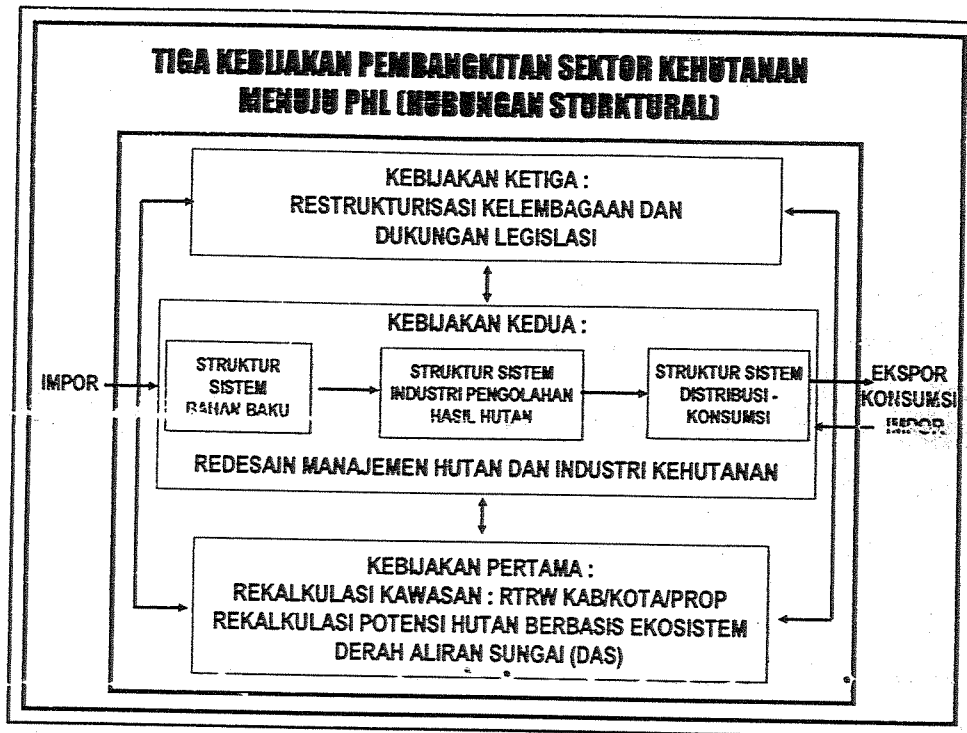 TIGA KEBIJAKAN PEMBANGKITAN SEKTOR KEHUTANAN
MENUJU PHL (HUBUNGAN STURKTURAL)
KEBIJAKAN KETIGA :
RESTRUKTURISASI KELEMBAGAAN DAN
DUKUNGAN LEGISLASI
KEBIJAKAN KEDUA :
IMPOR
STRUKTUR
SISTEM
BAHAN BAKU
STRUKTUR SISTEM
INDUSTRI PENGOLAHAN
HASIL HUTAN
STRUKTUR SISTEM
DISTRIBUSI -
KONSUMSI
EKSPOR
KONSUMSI
IMPOR
REDESAIN MANAJEMEN HUTAN DAN INDUSTRI KEHUTANAN
KEBIJAKAN PERTAMA :
REKALKULASI KAWASAN : RTRW KAB/KOTA/PROP
REKALKULASI POTENSI HUTAN BERBASIS EKOSISTEM
DERAH ALIRAN SUNGAI (DAS)